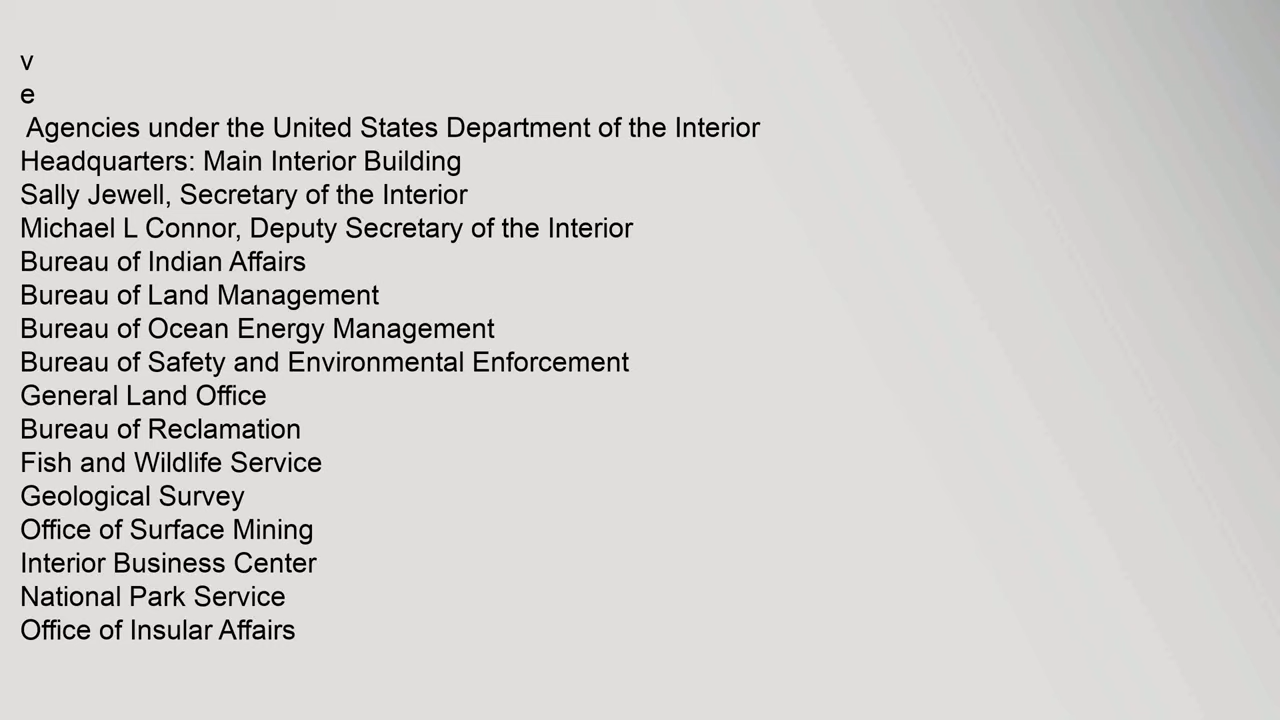 v
e
Agencies under the United States Department of the Interior
Headquarters: Main Interior Building
Sally Jewell, Secretary of the Interior
Michael L Connor, Deputy Secretary of the Interior
Bureau of Indian Affairs
Bureau of Land Management
Bureau of Ocean Energy Management
Bureau of Safety and Environmental Enforcement
General Land Office
Bureau of Reclamation
Fish and Wildlife Service
Geological Survey
Office of Surface Mining
Interior Business Center
National Park Service
Office of Insular Affairs